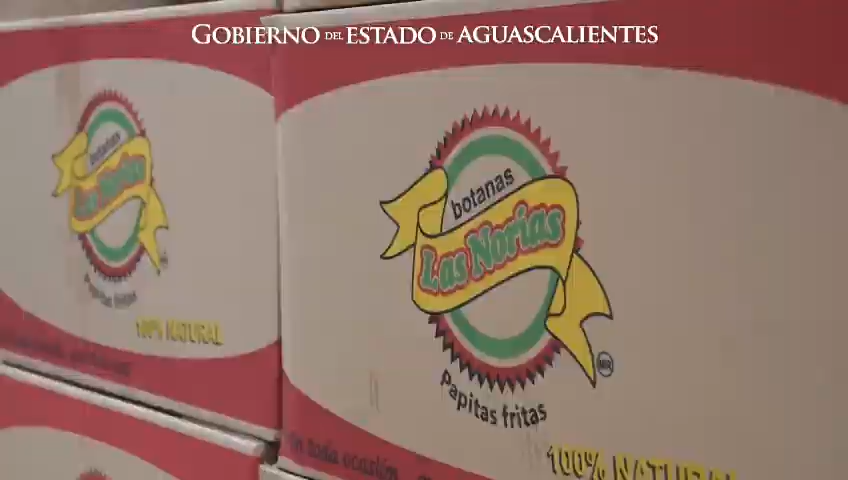 GOBIERNO DEL ESTADO DE AGUASCALIENTES
botanas
Las Norias
Papitas fritas
100% NATURAL
botanas
Las Norias
MR
Papitas fritas
100% NATURAL
en toda ocasión